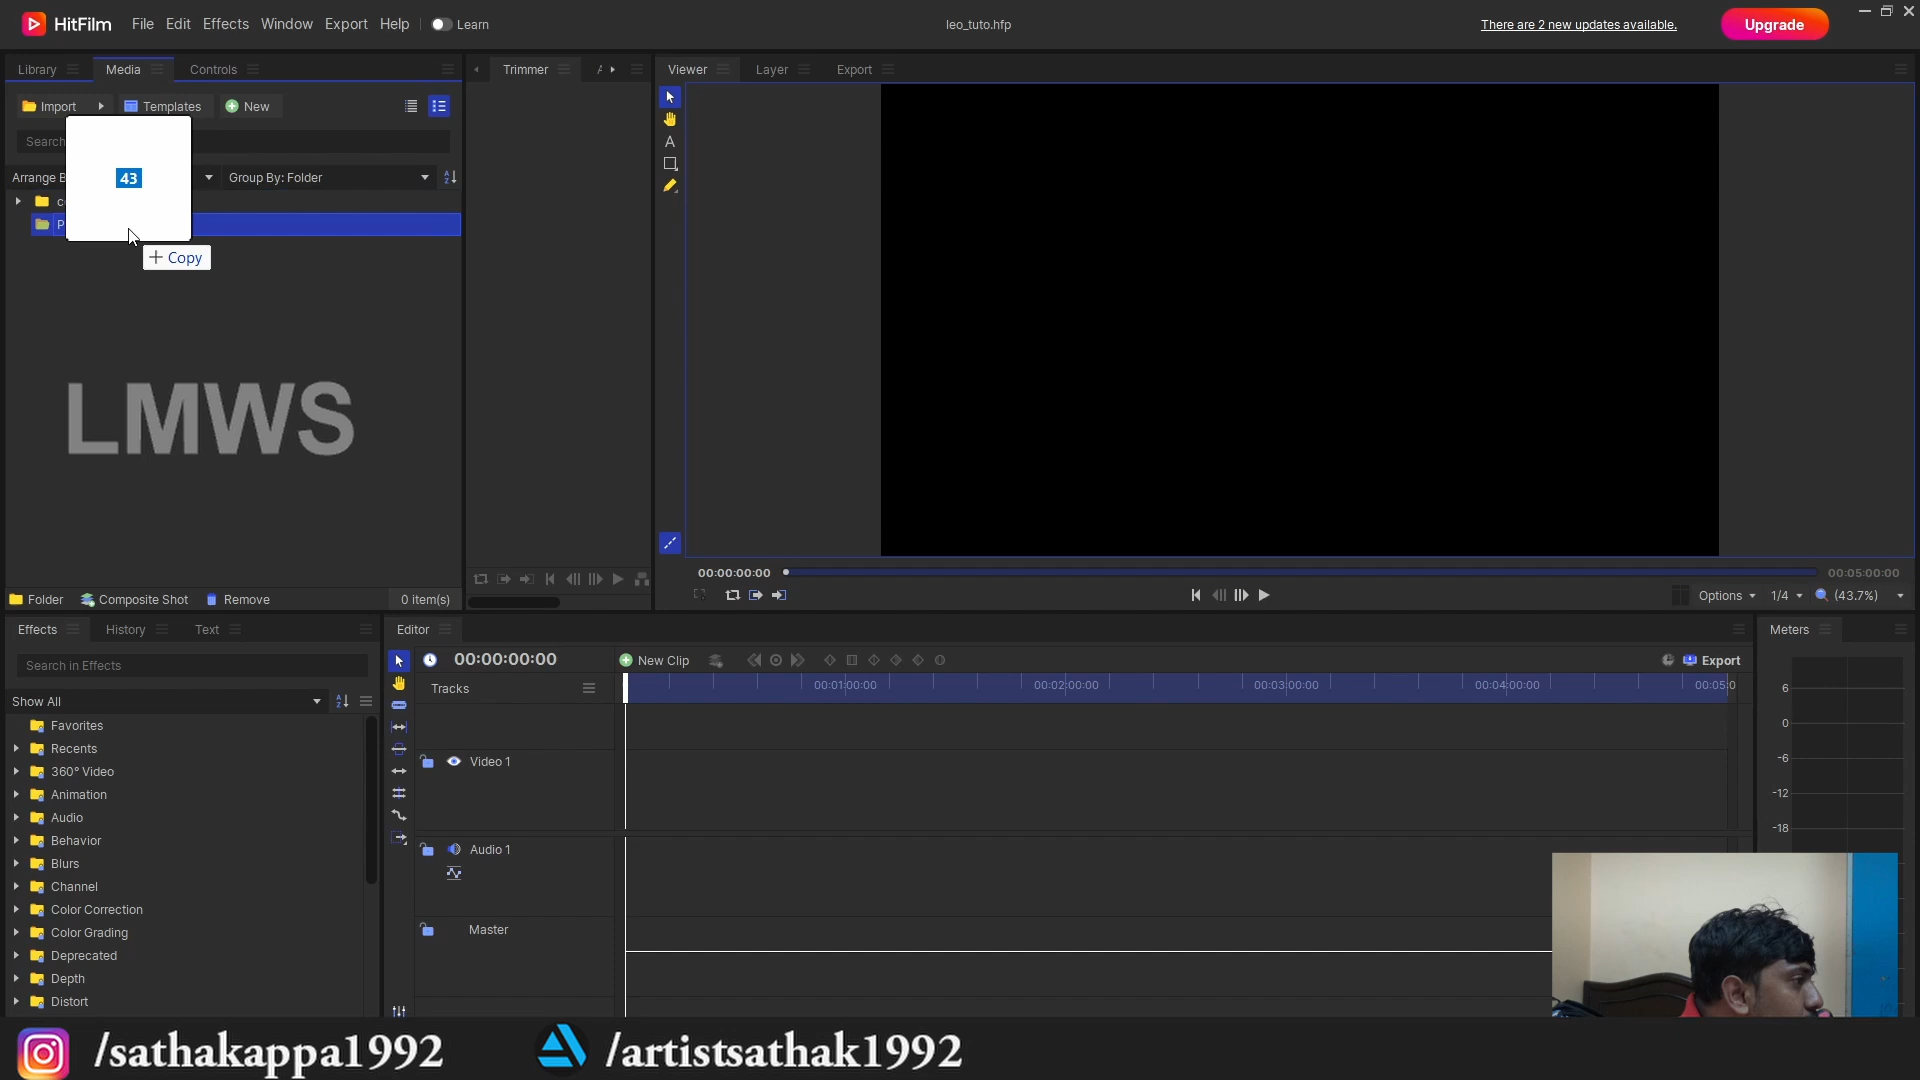 HitFilm File Edit Effects Window Export Help Learn leo_tuto.hfp There are 2 new updates available. Upgrade
Library Media Controls Trimmer Viewer Layer Export
Import Templates New
Search
43
Arrange B Group By: Folder
Copy
LMWS
00:00:00:00 00:05:00:00
Options 1/4 (43.7%)
Folder Composite Shot Remove 0 item(s)
Effects History Text Editor Meters
Search in Effects
00:00:00:00 New Clip Export
Show All
Tracks 00:01:00:00 00:02:00:00 00:03:00:00 00:04:00:00 00:05:0
Favorites
Recents
360° Video
Animation
Audio
Behavior
Blurs
Channel
Color Correction
Color Grading
Deprecated
Depth
Distort
Video 1
Audio 1
Master
6
0
-6
-12
-18
/sathakappa1992 /artistsathak1992